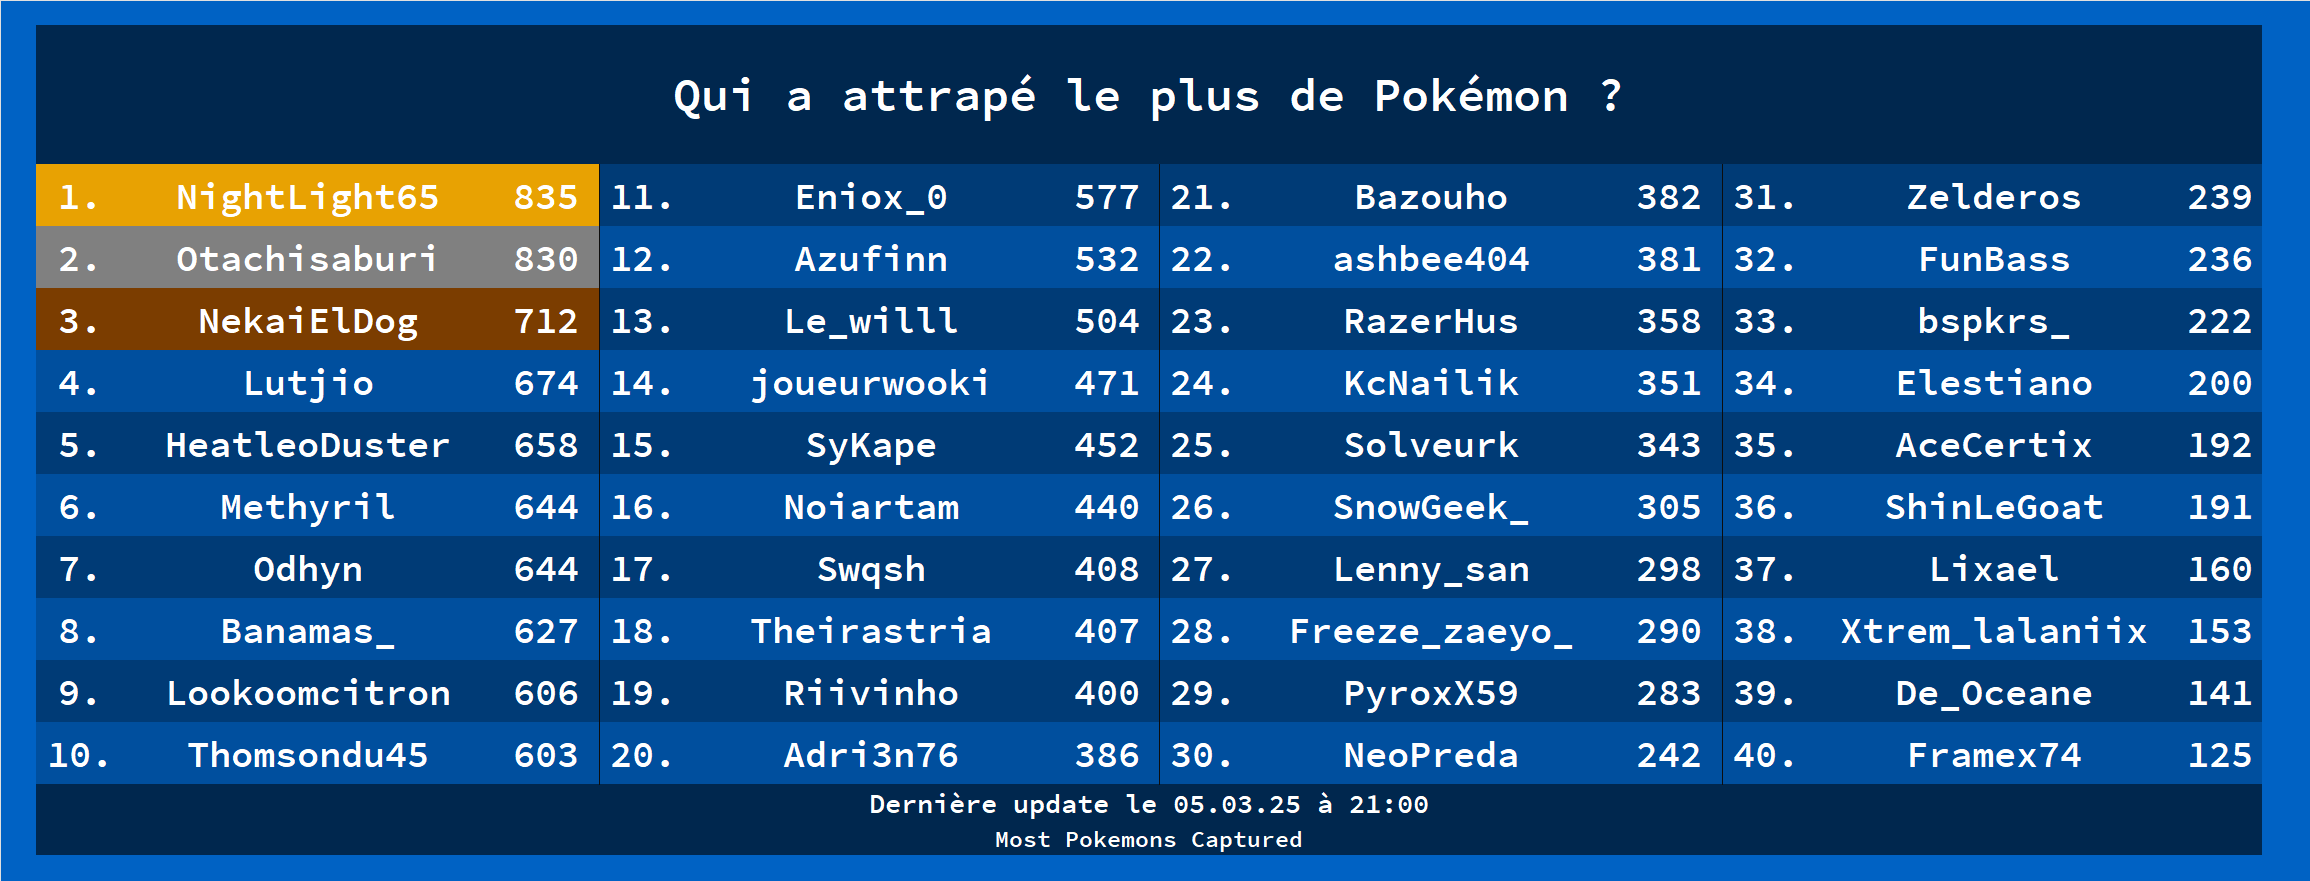 Qui a attrapé le plus de Pokémon ?
1. NightLight65 835 11. Eniox_0 577 21. Bazouho 382 31. Zelderos 239
2. Otachisaburi 830 12. Azufinn 532 22. ashbee404 381 32. FunBass 236
3. NekaiElDog 712 13. Le_willl 504 23. RazerHus 358 33. bspkrs_ 222
4. Lutjio 674 14. joueurwooki 471 24. KcNailik 351 34. Elestiano 200
5. HeatleoDuster 658 15. SyKape 452 25. Solveurk 343 35. AceCertix 192
6. Methyril 644 16. Noiartam 440 26. SnowGeek_ 305 36. ShinLeGoat 191
7. Odhyn 644 17. Swqsh 408 27. Lenny_san 298 37. Lixael 160
8. Banamas_ 627 18. Theirastria 407 28. Freeze_zaeyo_ 290 38. Xtrem_lalaniix 153
9. Lookoomcitron 606 19. Riivinho 400 29. PyroxX59 283 39. De_Oceane 141
10. Thomsondu45 603 20. Adri3n76 386 30. NeoPreda 242 40. Framex74 125
Dernière update le 05.03.25 à 21:00
Most Pokemons Captured